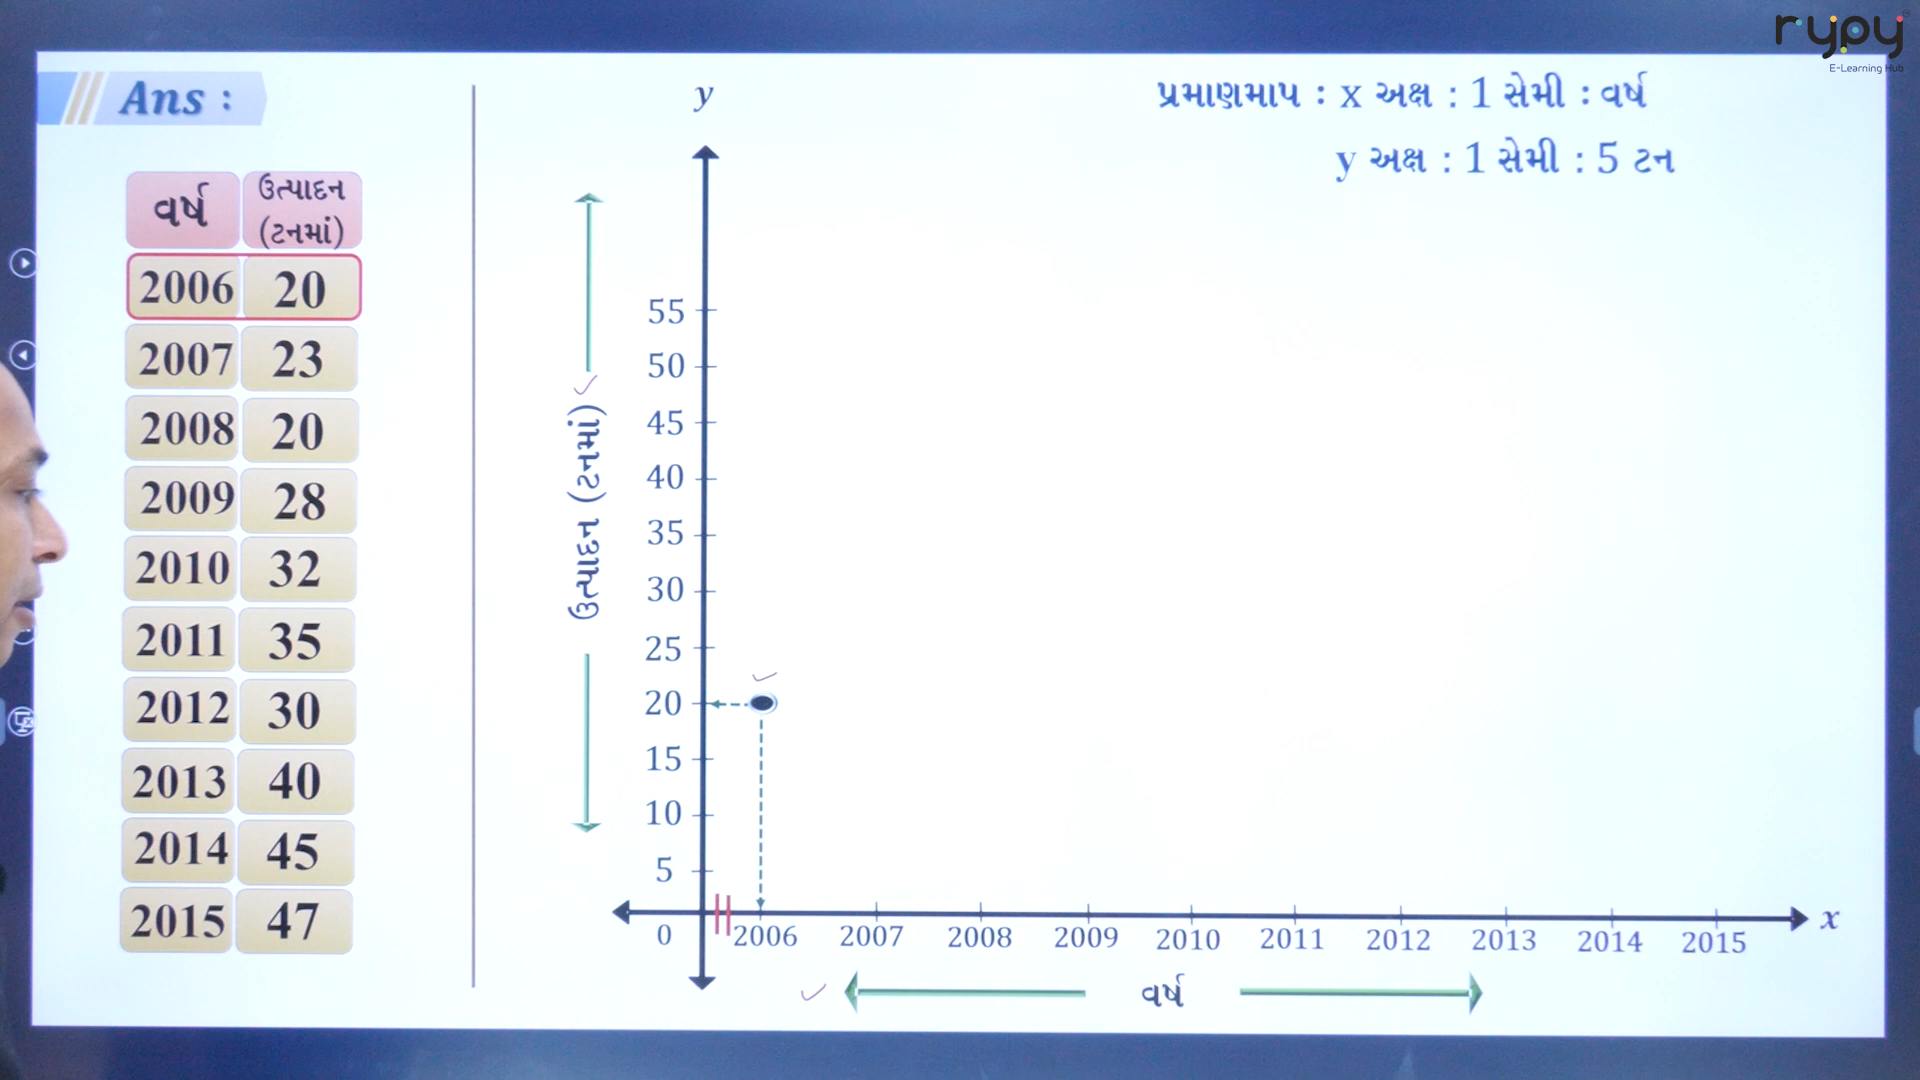 rypy
E-Learning Hub
Ans :
વર્ષ ઉત્પાદન (ટનમાં)
2006 20
2007 23
2008 20
2009 28
2010 32
2011 35
2012 30
2013 40
2014 45
2015 47
y
પ્રમાણમાપ : x અક્ષ : 1 સેમી : વર્ષ
y અક્ષ : 1 સેમી : 5 ટન
ઉત્પાદન (ટનમાં)
55
50
45
40
35
30
25
20
15
10
5
0 2006 2007 2008 2009 2010 2011 2012 2013 2014 2015 x
વર્ષ